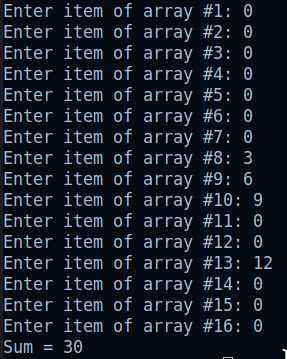 Enter item of array #1: 0
Enter item of array #2: 0
Enter item of array #3: 0
Enter item of array #4: 0
Enter item of array #5: 0
Enter item of array #6: 0
Enter item of array #7: 0
Enter item of array #8: 3
Enter item of array #9: 6
Enter item of array #10: 9
Enter item of array #11: 0
Enter item of array #12: 0
Enter item of array #13: 12
Enter item of array #14: 0
Enter item of array #15: 0
Enter item of array #16: 0
Sum = 30